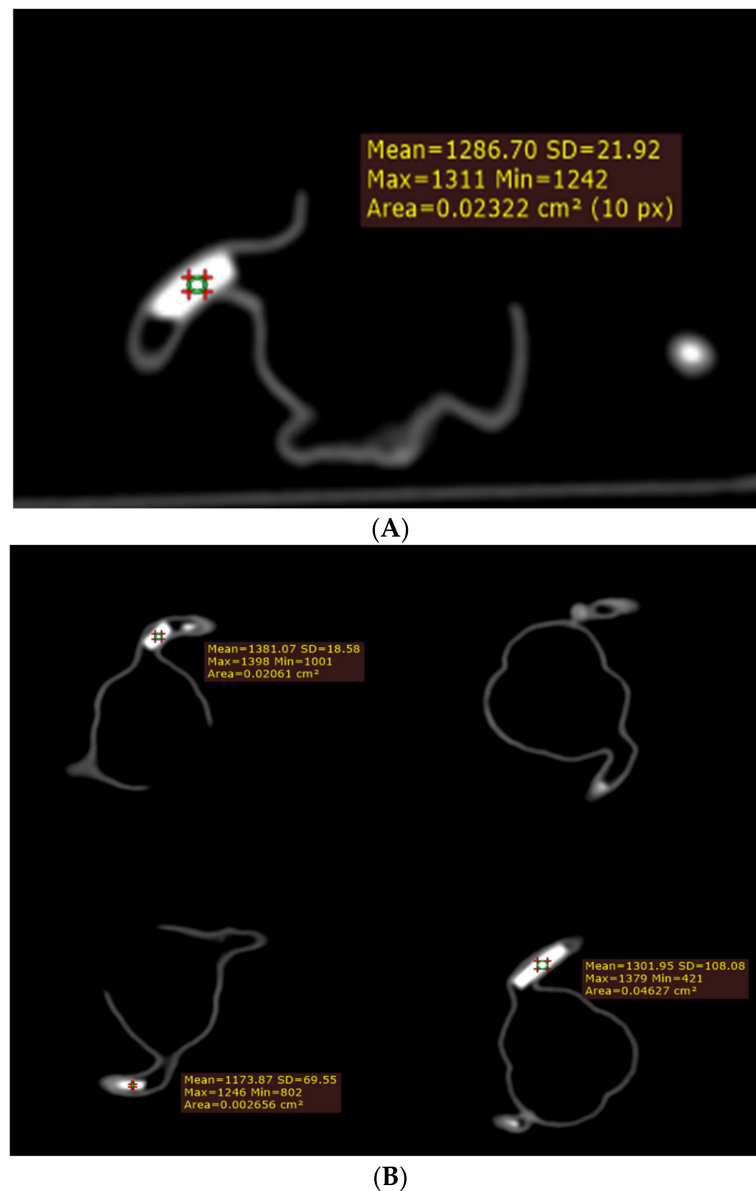 Mean=1286.70 SD=21.92
Max=1311 Min=1242
Area=0.02322 cm² (10 px)
(A)
Mean=1381.07 SD=18.58
Max=1398 Min=1001
Area=0.02061 cm²
Mean=1301.95 SD=108.08
Max=1379 Min=421
Area=0.04627 cm²
Mean=1173.87 SD=69.55
Max=1246 Min=802
Area=0.002656 cm²
(B)